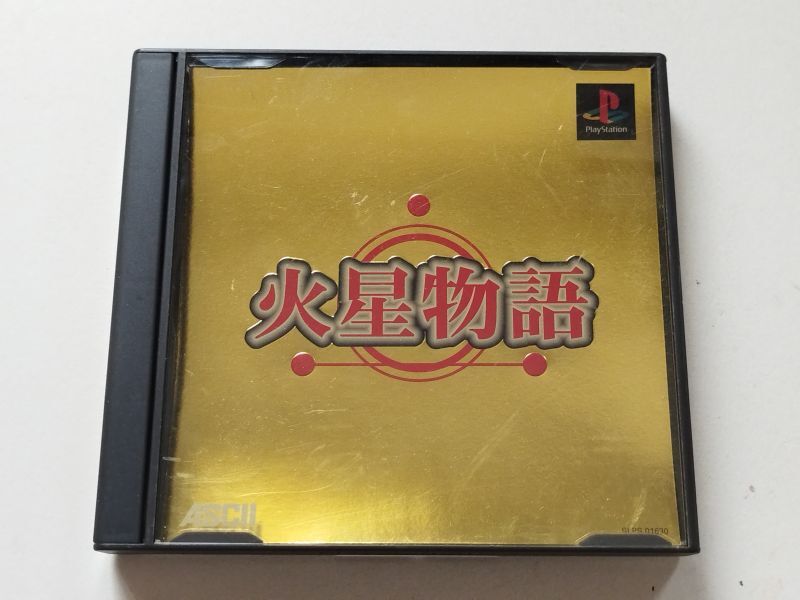 PlayStation
火星物語
ASCII
SLPS 01630